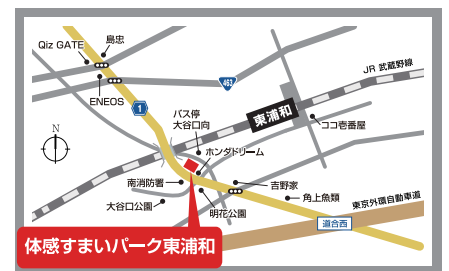 島忠
Qiz GATE
463
JR 武蔵野線
ENEOS
1
バス停
大谷口向
東浦和
ココ壱番屋
N
ホンダドリーム
南消防署
吉野家
大谷口公園
明花公園
角上魚類
東京外環自動車道
道合西
体感すまいパーク東浦和